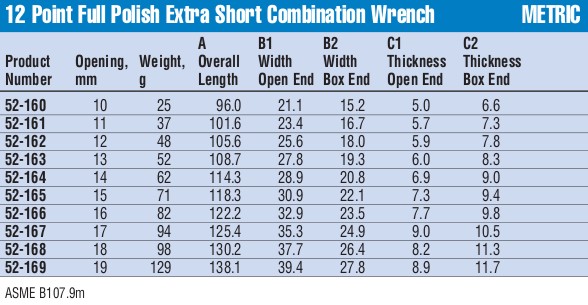 12 Point Full Polish Extra Short Combination Wrench METRIC
A B1 B2 C1 C2
Overall Width Width Thickness Thickness
Product Opening, Weight, Overall Width Width Thickness Thickness
Number mm g Length Open End Box End Open End Box End
52-160 10 25 96.0 21.1 15.2 5.0 6.6
52-161 11 37 101.6 23.4 16.7 5.7 7.3
52-162 12 48 105.6 25.6 18.0 5.9 7.8
52-163 13 52 108.7 27.8 19.3 6.0 8.3
52-164 14 62 114.3 28.9 20.8 6.9 9.0
52-165 15 71 118.3 30.9 22.1 7.3 9.4
52-166 16 82 122.2 32.9 23.5 7.7 9.8
52-167 17 94 125.4 35.3 24.9 9.0 10.5
52-168 18 98 130.2 37.7 26.4 8.2 11.3
52-169 19 129 138.1 39.4 27.8 8.9 11.7
ASME B107.9m